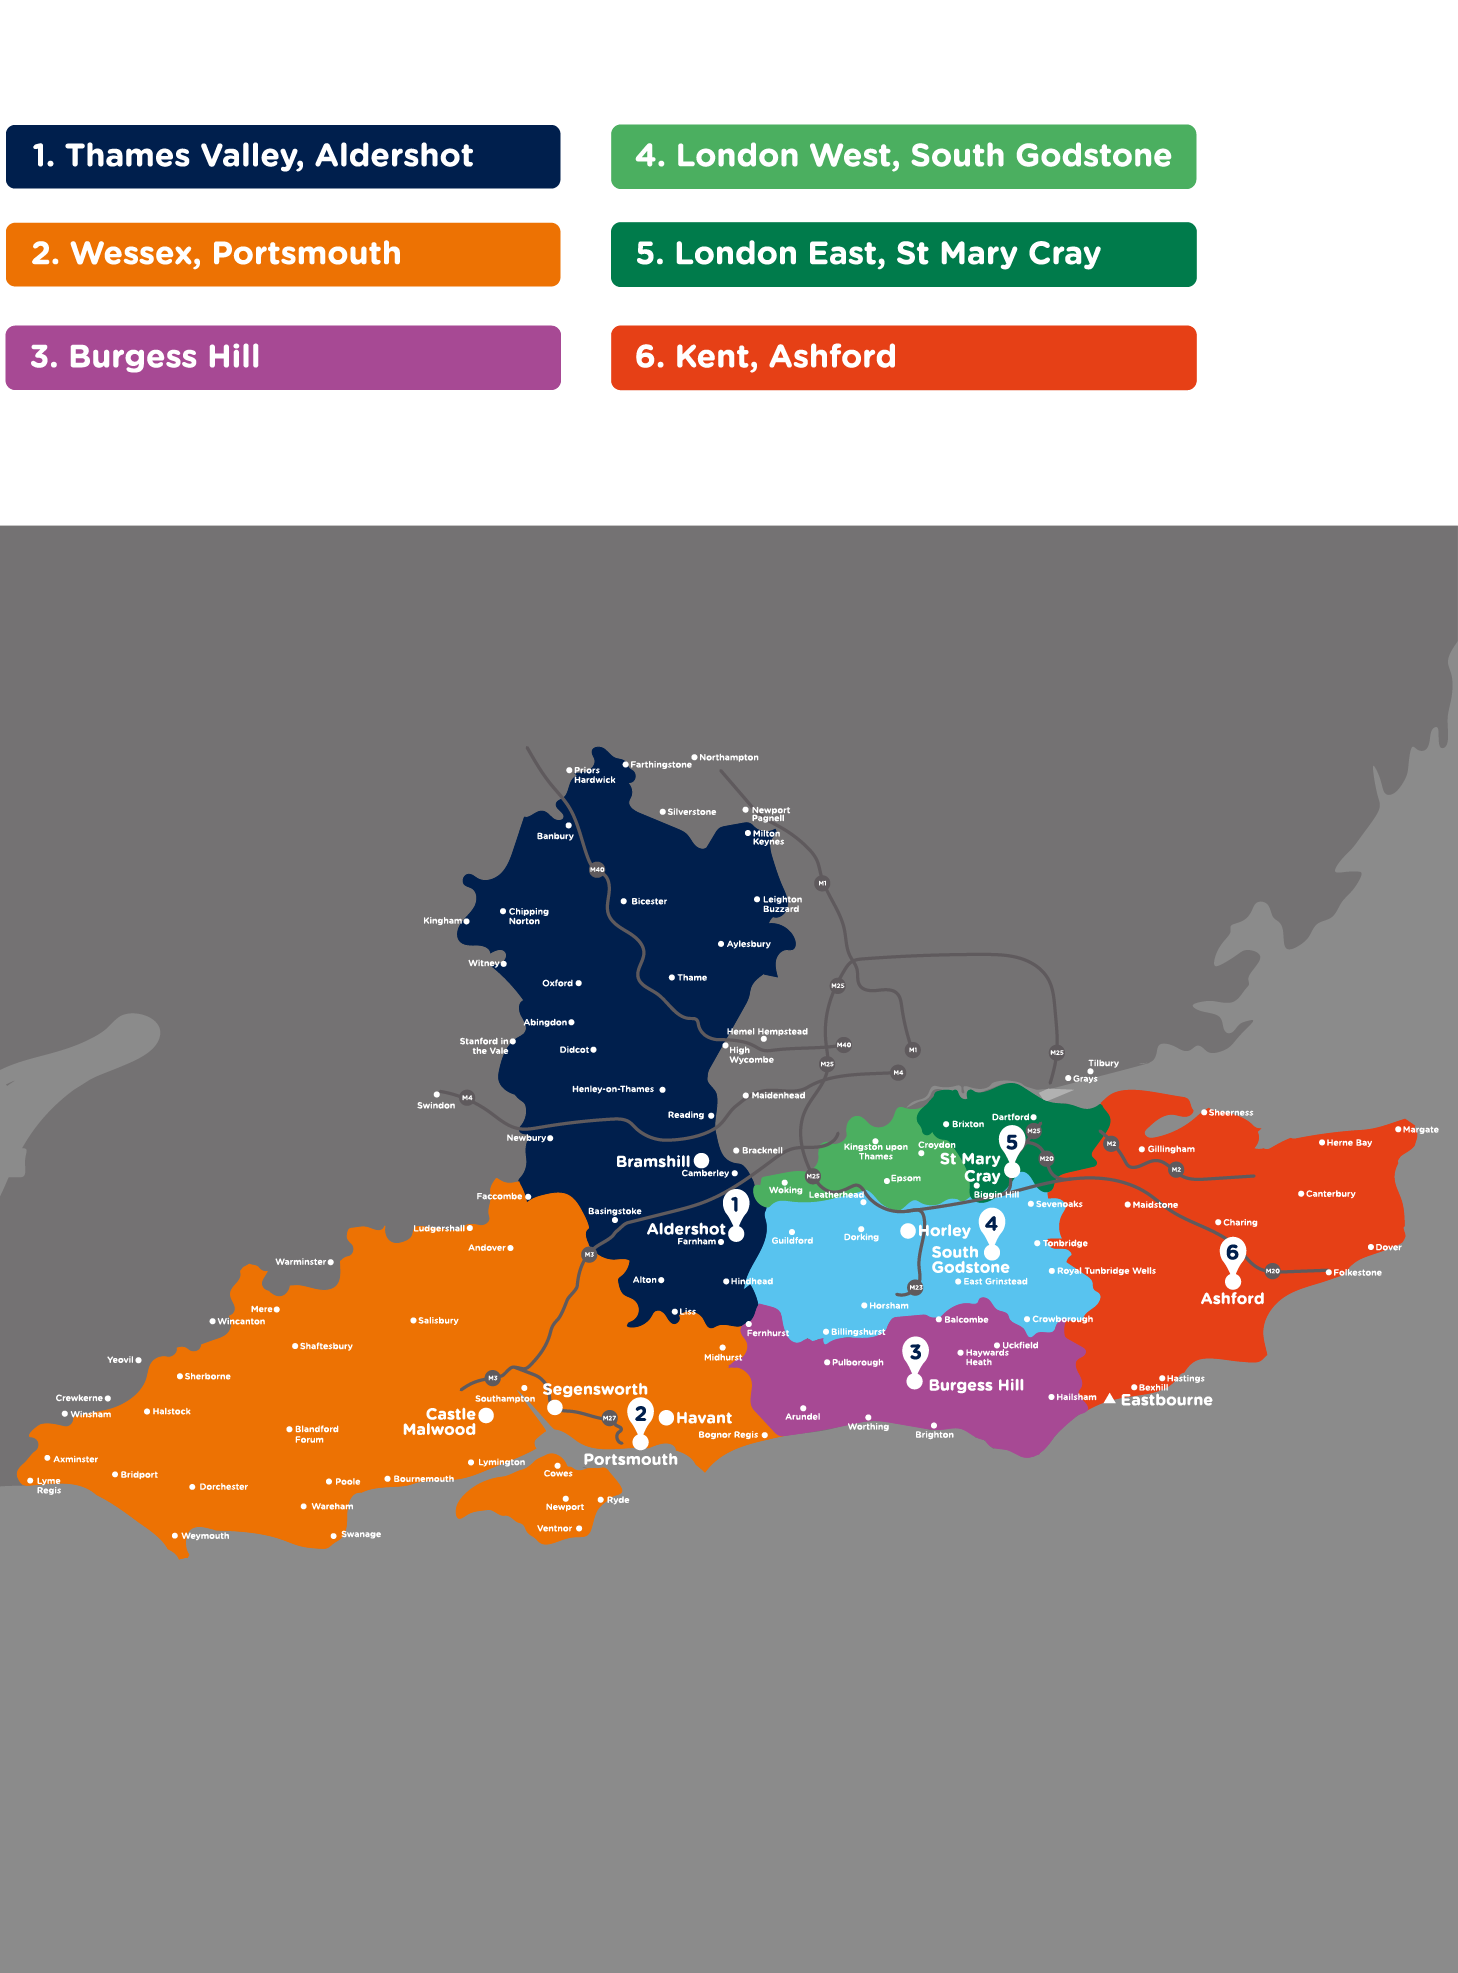 1. Thames Valley, Aldershot
4. London West, South Godstone
2. Wessex, Portsmouth
5. London East, St Mary Cray
3. Burgess Hill
6. Kent, Ashford
Northampton
Farthingstone
Priors
Hardwick
Silverstone
Newport
Pagnell
Milton
Keynes
Banbury
M40
M1
Bicester
Leighton
Buzzard
Chipping
Norton
Kingham
Aylesbury
Witney
Thame
Oxford
M25
Abingdon
Hemel Hempstead
Stanford in
the Vale
Didcot
High
Wycombe
M40
M1
M25
M25
Tilbury
Grays
M4
Henley-on-Thames
Maidenhead
Swindon
M4
Reading
Newbury
Bracknell
Bramshill
Camberley
Dartford
Brixton
M25
5
Kingston upon
Thames
Croydon
St Mary
Cray
M20
M2
Gillingham
M2
Sheerness
Herne Bay
Margate
Woking
M25
Epsom
Leatherhead
Biggin Hill
Sevenoaks
Maidstone
Canterbury
Faccombe
Basingstoke
1
Aldershot
Farnham
Ludgershall
Andover
M3
Guildford
Dorking
Horley
4
South
Godstone
Tonbridge
Charing
6
Dover
Warminster
Alton
Hindhead
M23
East Grinstead
Royal Tunbridge Wells
M20
Folkestone
Ashford
Mere
Wincanton
Salisbury
Liss
Horsham
Fernhurst
Billingshurst
Balcombe
Crowborough
Shaftesbury
Yeovil
Midhurst
Pulborough
3
Uckfield
Haywards
Heath
Sherborne
M3
Burgess Hill
Hastings
Bexhill
Crewkerne
Winsham
Halstock
Southampton
Segensworth
Hailsham
Eastbourne
Castle
Malwood
M27
2
Havant
Arundel
Worthing
Brighton
Bognor Regis
Blandford
Forum
Portsmouth
Axminster
Lymington
Cowes
Bridport
Lyme
Regis
Dorchester
Poole
Bournemouth
Newport
Ryde
Wareham
Ventnor
Weymouth
Swanage